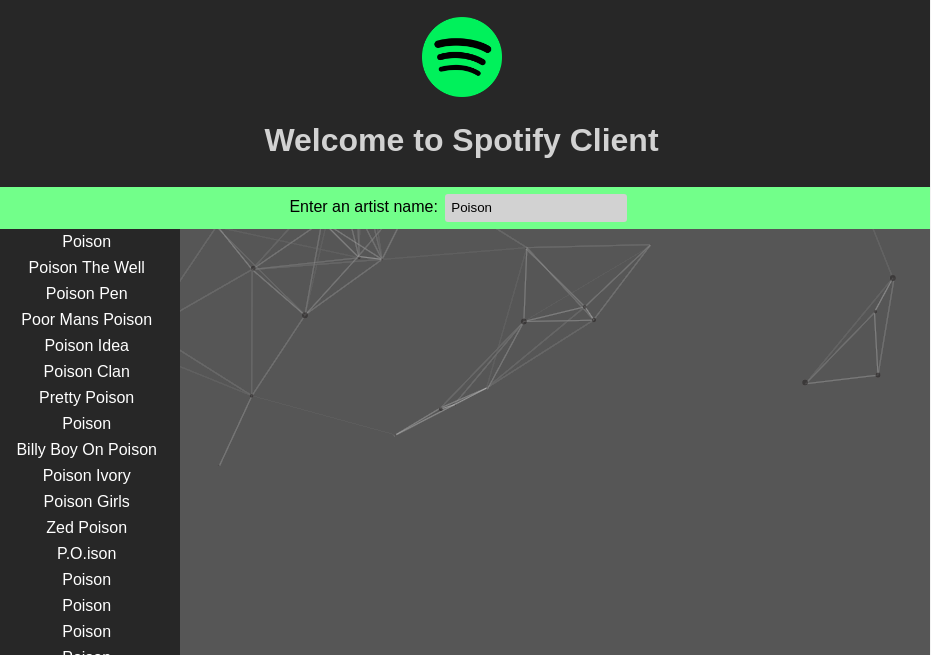 Welcome to Spotify Client
Enter an artist name: Poison
Poison
Poison The Well
Poison Pen
Poor Mans Poison
Poison Idea
Poison Clan
Pretty Poison
Poison
Billy Boy On Poison
Poison Ivory
Poison Girls
Zed Poison
P.O.ison
Poison
Poison
Poison